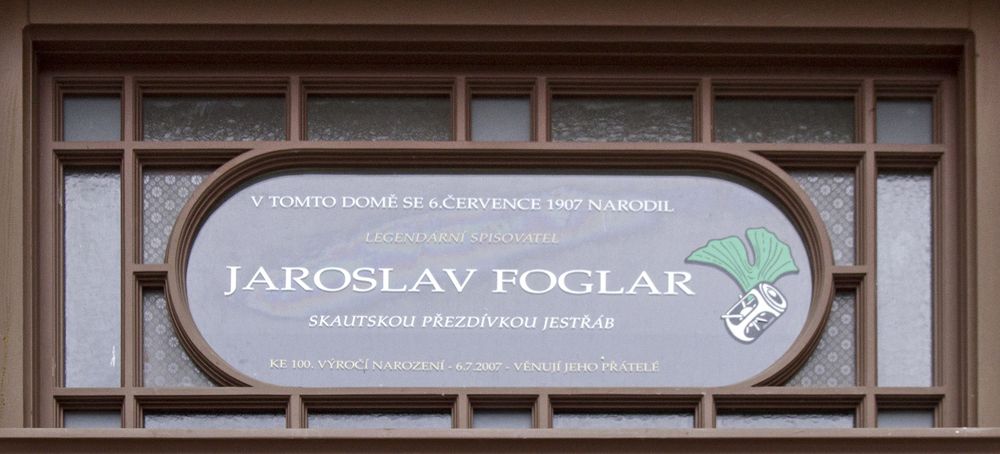 V TOMTO DOMĚ SE 6.ČERVENCE 1907 NARODIL
LEGENDÁRNÍ SPISOVATEL
JAROSLAV FOGLAR
SKAUTSKOU PŘEZDÍVKOU JESTŘÁB
KE 100. VÝROČÍ NAROZENÍ - 6.7.2007 - VĚNUJÍ JEHO PŘÁTELÉ